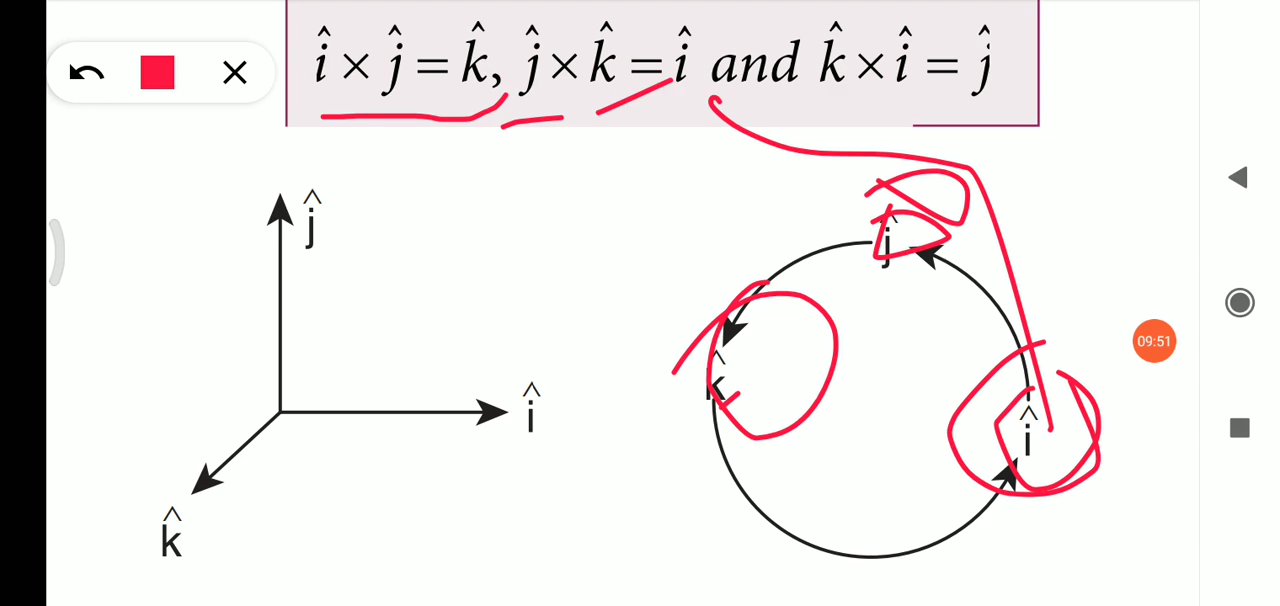 î × ĵ = k̂, ĵ × k̂ = î and k̂ × î = ĵ
ĵ
ĵ
09:51
k̂
î
î
k̂